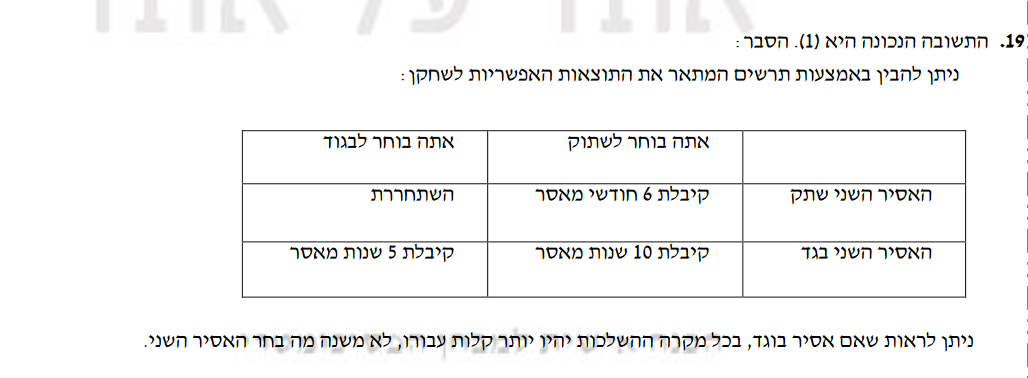 19. התשובה הנכונה היא (1). הסבר:
ניתן להבין באמצעות תרשים המתאר את התוצאות האפשריות לשחקן:
אתה בוחר לשתוק אתה בוחר לבגוד
האסיר השני שתק קיבלת 6 חודשי מאסר השתחררת
האסיר השני בגד קיבלת 10 שנות מאסר קיבלת 5 שנות מאסר
ניתן לראות שאם אסיר בוגד, בכל מקרה ההשלכות יהיו יותר קלות עבורו, לא משנה מה בחר האסיר השני.